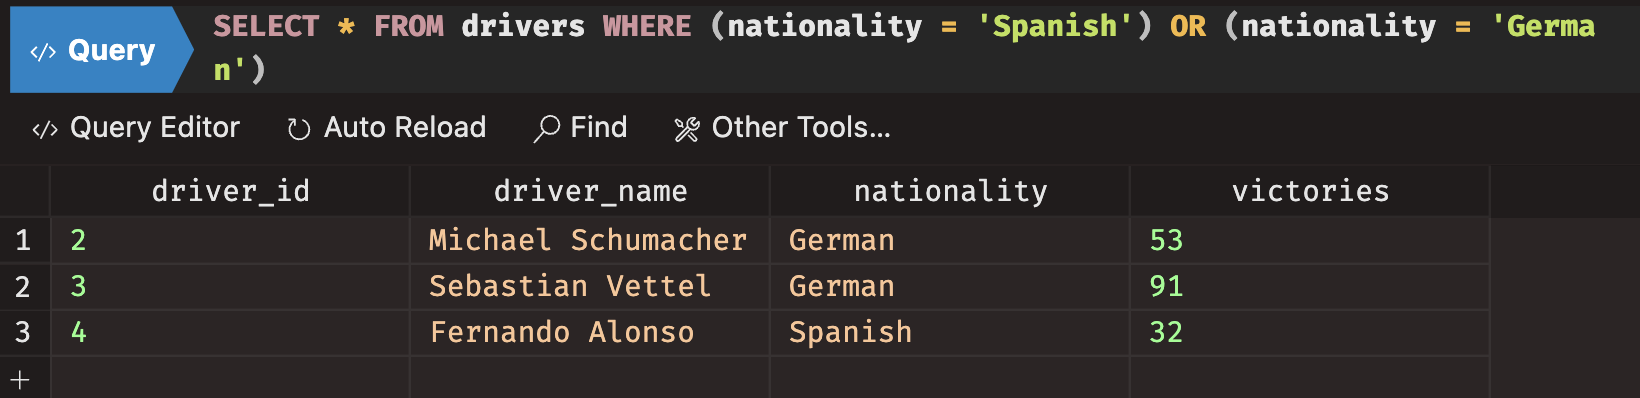 </> Query
SELECT * FROM drivers WHERE (nationality = 'Spanish') OR (nationality = 'Germa
n')
</> Query Editor Auto Reload Find Other Tools...
driver_id driver_name nationality victories
1 2 Michael Schumacher German 53
2 3 Sebastian Vettel German 91
3 4 Fernando Alonso Spanish 32
+